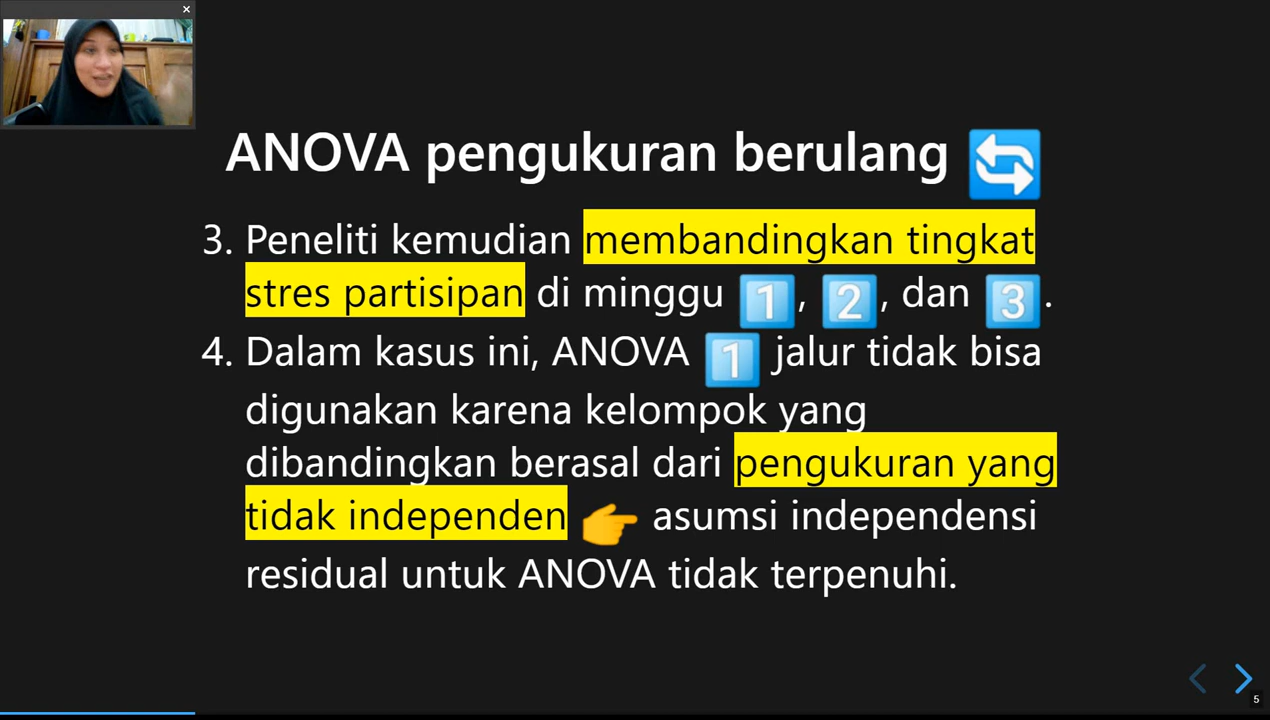 ANOVA pengukuran berulang 🔄
3. Peneliti kemudian membandingkan tingkat
stres partisipan di minggu 1️⃣, 2️⃣, dan 3️⃣.
4. Dalam kasus ini, ANOVA 1️⃣ jalur tidak bisa
digunakan karena kelompok yang
dibandingkan berasal dari pengukuran yang
tidak independen 👉 asumsi independensi
residual untuk ANOVA tidak terpenuhi.
5